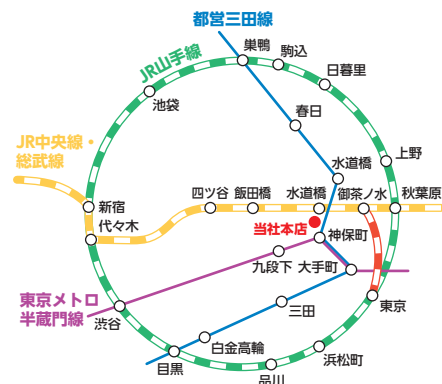 都営三田線
巣鴨
駒込
JR山手線
日暮里
池袋
春日
JR中央線・
総武線
水道橋
上野
四ツ谷
飯田橋
水道橋
御茶ノ水
秋葉原
新宿
代々木
当社本店
神保町
九段下
大手町
東京メトロ
半蔵門線
渋谷
三田
東京
白金高輪
浜松町
目黒
品川